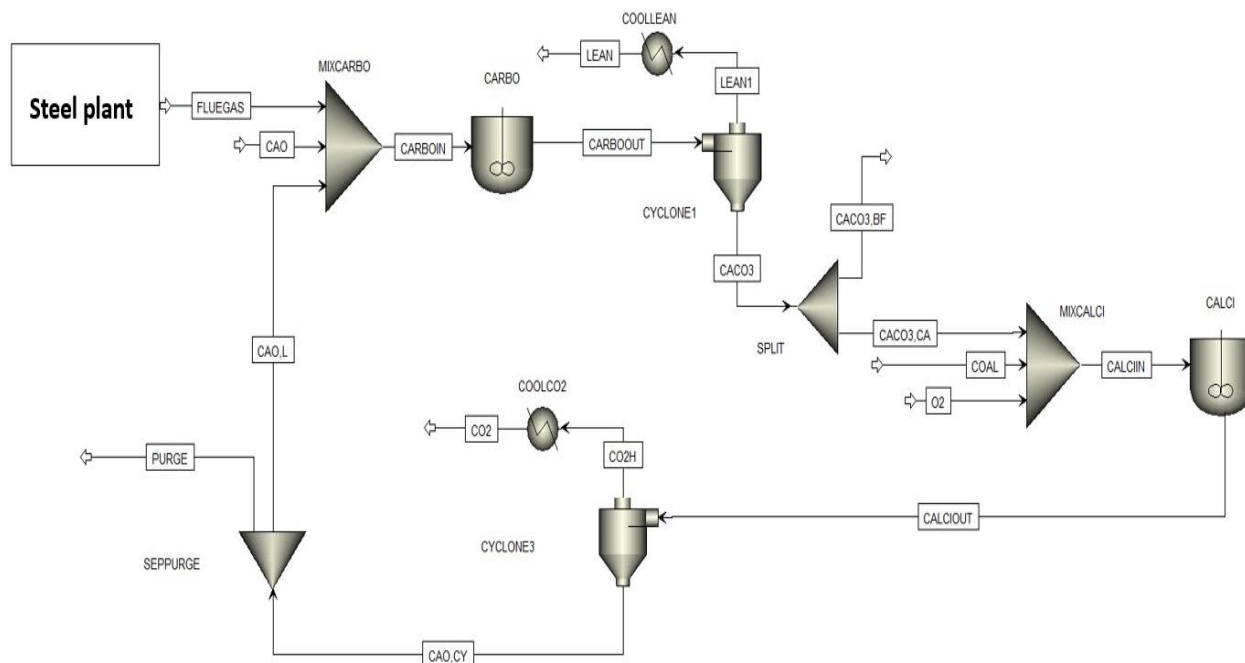 COOLLEAN
LEAN
MIXCARBO
CARBO
LEAN1
Steel plant
FLUEGAS
CAO
CARBOIN
CARBOOUT
CYCLONE1
CACO3,BF
CACO3
MIXCALCI
CALCI
CAO,L
SPLIT
CACO3,CA
COAL
CALCIIN
O2
COOLCO2
CO2
CO2H
PURGE
CALCIOUT
CYCLONE3
SEPPURGE
CAO,CY